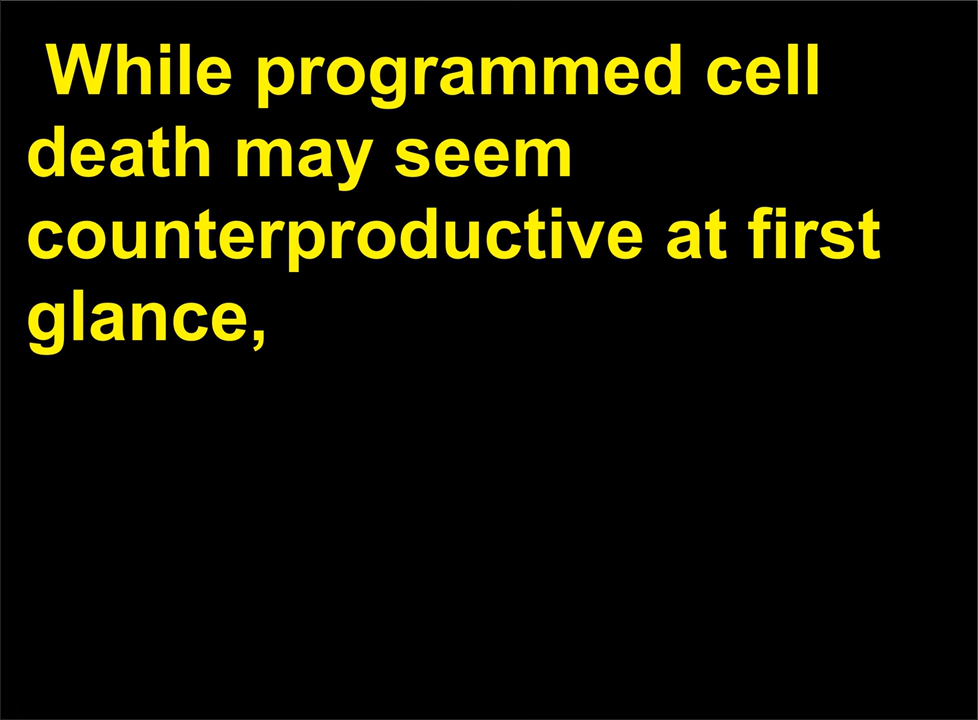 While programmed cell
death may seem
counterproductive at first
glance,